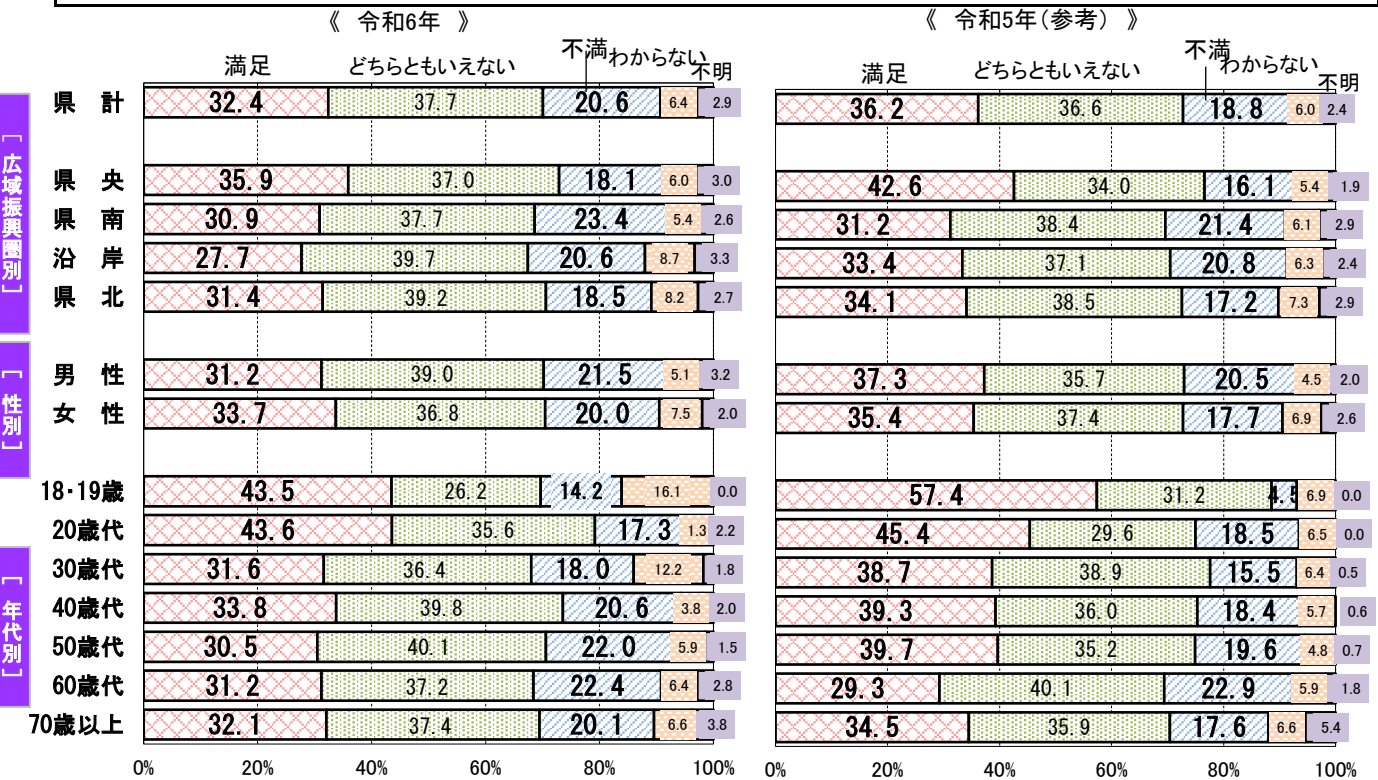 《 令和6年 》
満足 どちらともいえない 不満 わからない 不明
県 計 32.4 37.7 20.6 6.4 2.9
[ 広域振興圏別 ]
県 央 35.9 37.0 18.1 6.0 3.0
県 南 30.9 37.7 23.4 5.4 2.6
沿 岸 27.7 39.7 20.6 8.7 3.3
県 北 31.4 39.2 18.5 8.2 2.7
[ 性別 ]
男 性 31.2 39.0 21.5 5.1 3.2
女 性 33.7 36.8 20.0 7.5 2.0
[ 年代別 ]
18・19歳 43.5 26.2 14.2 16.1 0.0
20歳代 43.6 35.6 17.3 1.3 2.2
30歳代 31.6 36.4 18.0 12.2 1.8
40歳代 33.8 39.8 20.6 3.8 2.0
50歳代 30.5 40.1 22.0 5.9 1.5
60歳代 31.2 37.2 22.4 6.4 2.8
70歳以上 32.1 37.4 20.1 6.6 3.8
0% 20% 40% 60% 80% 100%
《 令和5年(参考) 》
満足 どちらともいえない 不満 わからない 不明
36.2 36.6 18.8 6.0 2.4
42.6 34.0 16.1 5.4 1.9
31.2 38.4 21.4 6.1 2.9
33.4 37.1 20.8 6.3 2.4
34.1 38.5 17.2 7.3 2.9
37.3 35.7 20.5 4.5 2.0
35.4 37.4 17.7 6.9 2.6
57.4 31.2 4.5 6.9 0.0
45.4 29.6 18.5 6.5 0.0
38.7 38.9 15.5 6.4 0.5
39.3 36.0 18.4 5.7 0.6
39.7 35.2 19.6 4.8 0.7
29.3 40.1 22.9 5.9 1.8
34.5 35.9 17.6 6.6 5.4
0% 20% 40% 60% 80% 100%